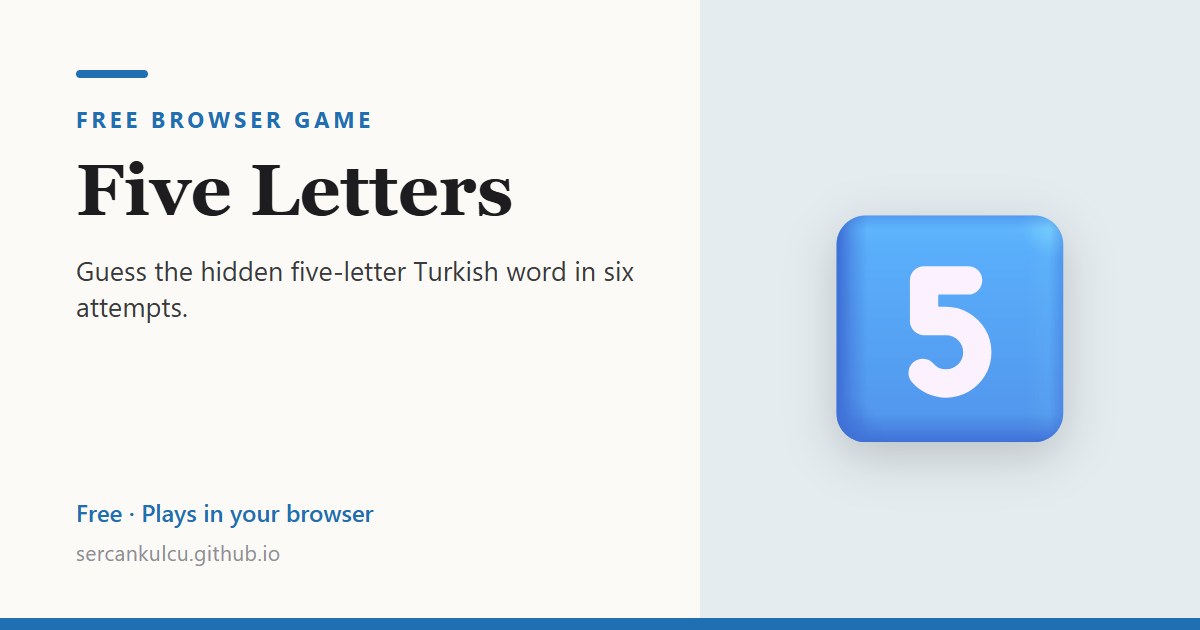 FREE BROWSER GAME
Five Letters
Guess the hidden five-letter Turkish word in six
attempts.
5
Free · Plays in your browser
sercankulcu.github.io